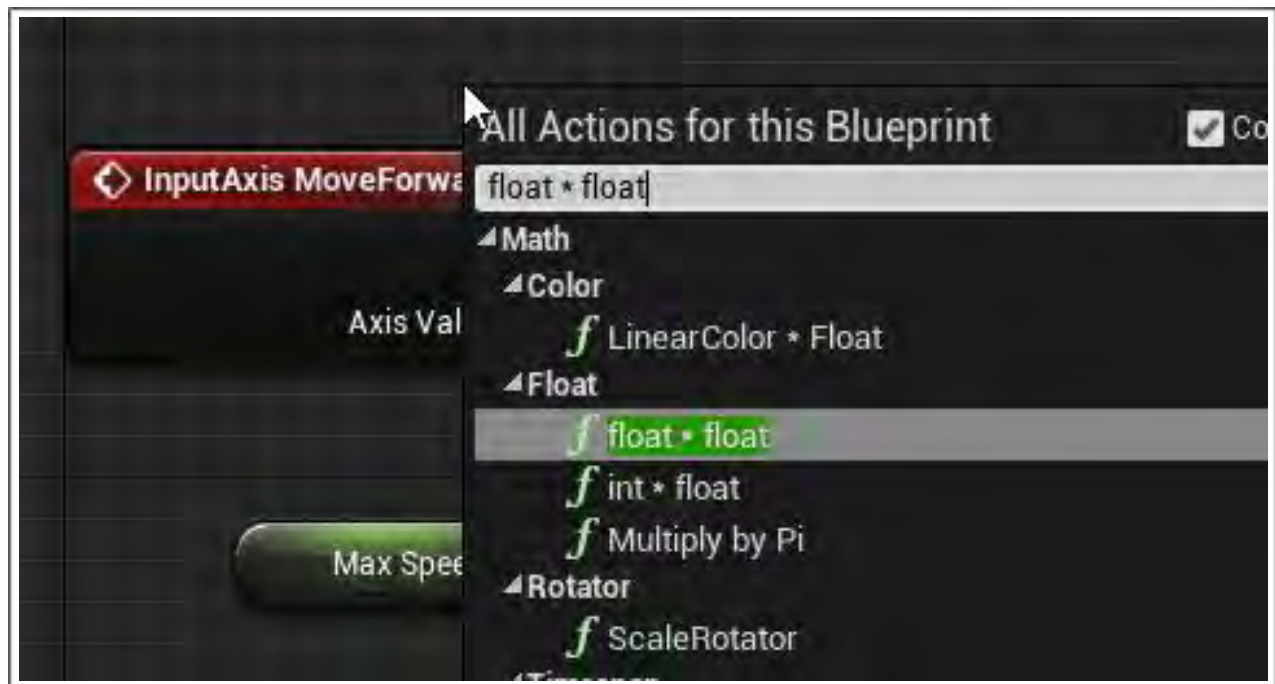 All Actions for this Blueprint
Co
InputAxis MoveForwa
float * float
Math
Color
Axis Val
LinearColor * Float
Float
float * float
int * float
Multiply by Pi
Max Spee
Rotator
ScaleRotator